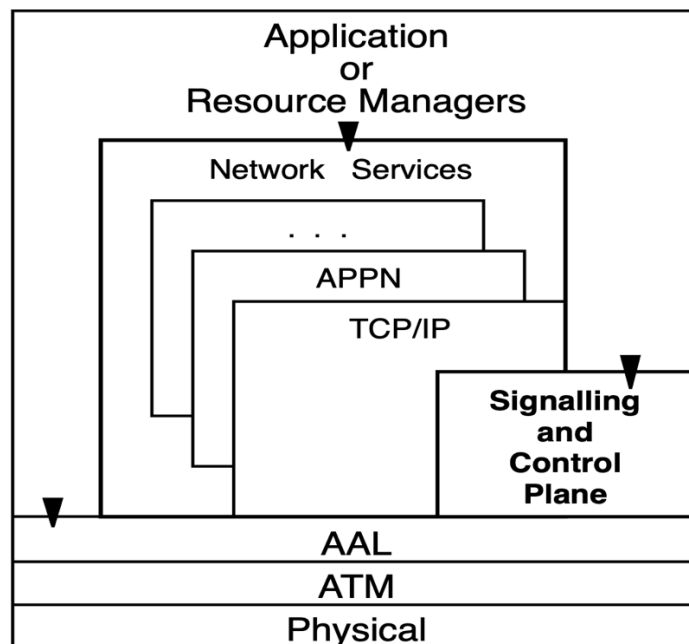 Application
or
Resource Managers
Network Services
. . .
APPN
TCP/IP
Signalling
and
Control
Plane
AAL
ATM
Physical